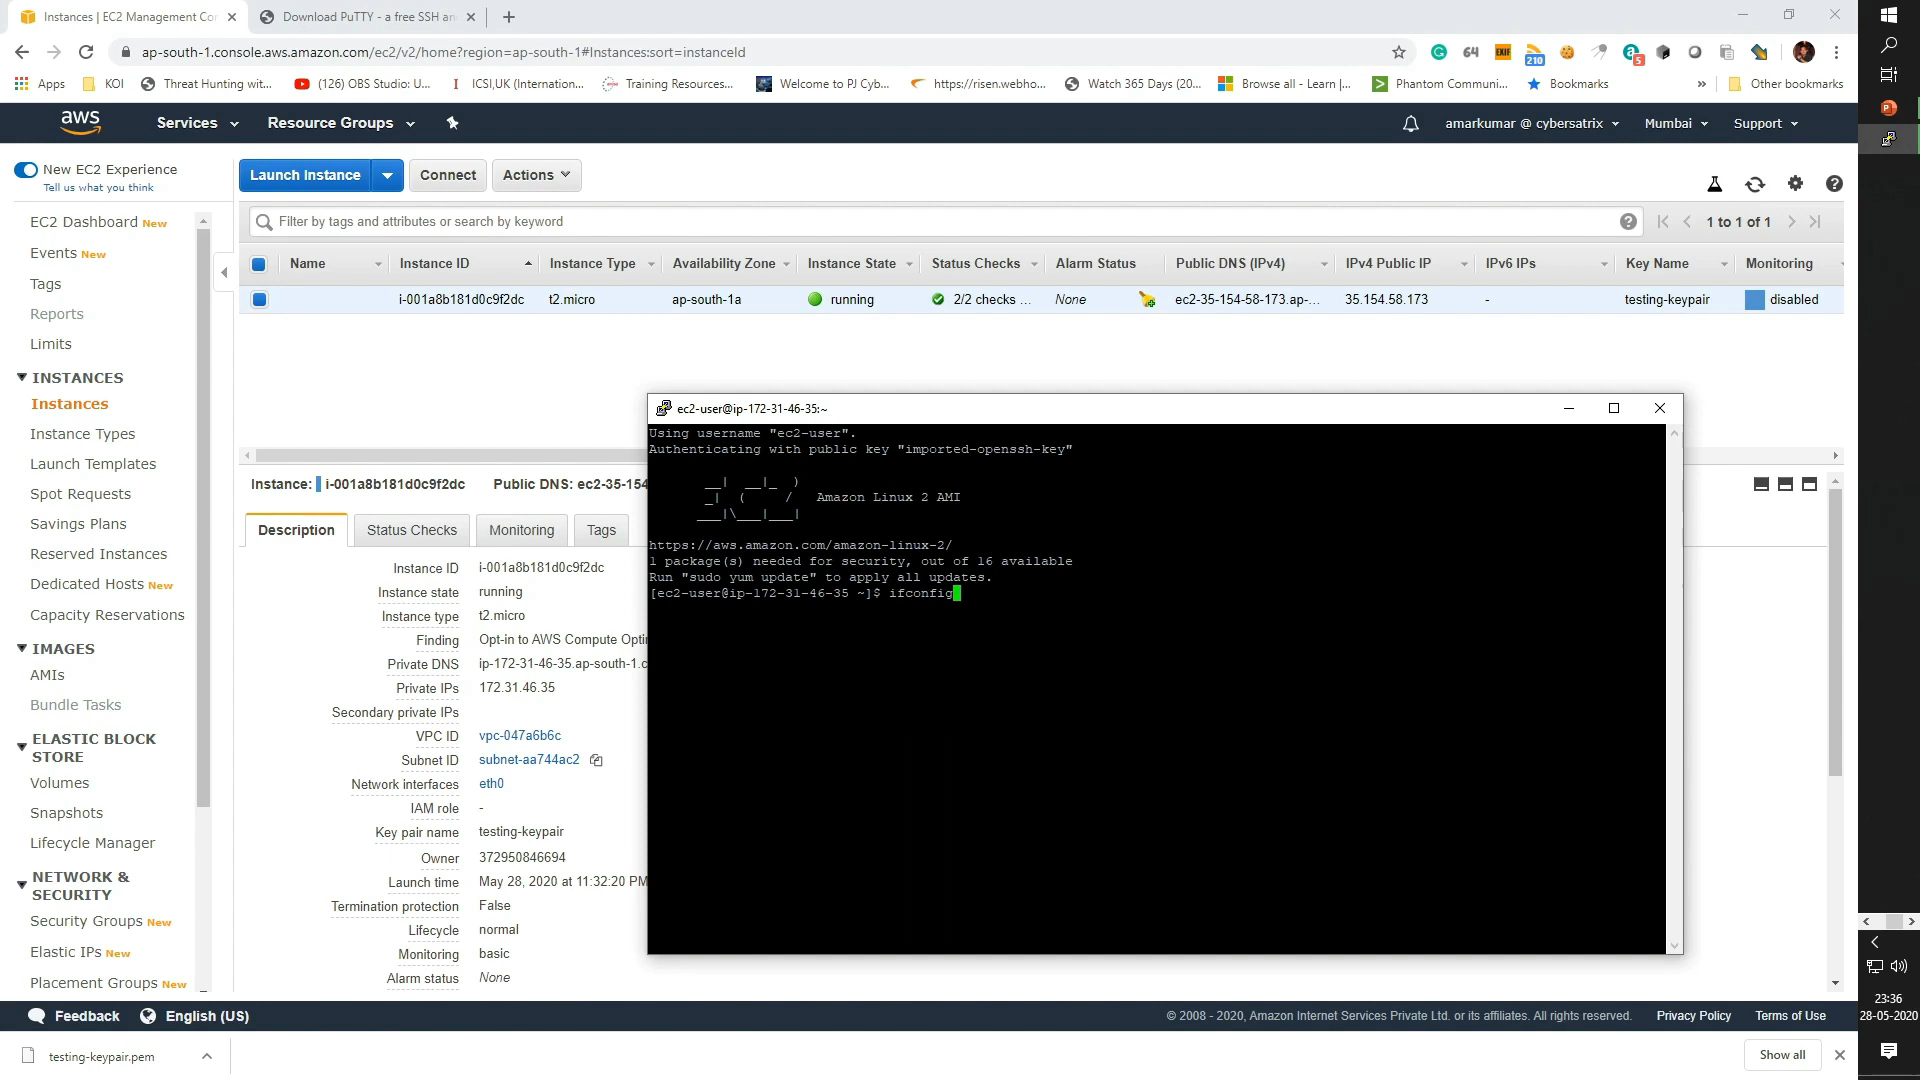 Instances | EC2 Management Con
Download PuTTY - a free SSH an
ap-south-1.console.aws.amazon.com/ec2/v2/home?region=ap-south-1#Instances:sort=instanceId
64
EXIF
210
5
Apps
KOI
Threat Hunting wit...
(126) OBS Studio: U...
ICSI,UK (Internation...
Training Resources...
Welcome to PJ Cyb...
https://risen.webho...
Watch 365 Days (20...
Browse all - Learn |...
Phantom Communi...
Bookmarks
Other bookmarks
aws
Services
Resource Groups
amarkumar @ cybersatrix
Mumbai
Support
New EC2 Experience
Tell us what you think
Launch Instance
Connect
Actions
EC2 Dashboard New
Events New
Tags
Reports
Limits
INSTANCES
Instances
Instance Types
Launch Templates
Spot Requests
Savings Plans
Reserved Instances
Dedicated Hosts New
Capacity Reservations
IMAGES
AMIs
Bundle Tasks
ELASTIC BLOCK
STORE
Volumes
Snapshots
Lifecycle Manager
NETWORK &
SECURITY
Security Groups New
Elastic IPs New
Placement Groups New
Filter by tags and attributes or search by keyword
1 to 1 of 1
Name Instance ID Instance Type Availability Zone Instance State Status Checks Alarm Status Public DNS (IPv4) IPv4 Public IP IPv6 IPs Key Name Monitoring
i-001a8b181d0c9f2dc t2.micro ap-south-1a running 2/2 checks ... None ec2-35-154-58-173.ap-... 35.154.58.173 - testing-keypair disabled
Instance: i-001a8b181d0c9f2dc Public DNS: ec2-35-154
Description
Status Checks
Monitoring
Tags
Instance ID i-001a8b181d0c9f2dc
Instance state running
Instance type t2.micro
Finding Opt-in to AWS Compute Opti
Private DNS ip-172-31-46-35.ap-south-1.c
Private IPs 172.31.46.35
Secondary private IPs
VPC ID vpc-047a6b6c
Subnet ID subnet-aa744ac2
Network interfaces eth0
IAM role -
Key pair name testing-keypair
Owner 372950846694
Launch time May 28, 2020 at 11:32:20 PM
Termination protection False
Lifecycle normal
Monitoring basic
Alarm status None
ec2-user@ip-172-31-46-35:~
Using username "ec2-user".
Authenticating with public key "imported-openssh-key"
__|  __|_  )
_|  (     /   Amazon Linux 2 AMI
___|\___|___|
https://aws.amazon.com/amazon-linux-2/
1 package(s) needed for security, out of 16 available
Run "sudo yum update" to apply all updates.
[ec2-user@ip-172-31-46-35 ~]$ ifconfig
Feedback
English (US)
© 2008 - 2020, Amazon Internet Services Private Ltd. or its affiliates. All rights reserved.
Privacy Policy
Terms of Use
testing-keypair.pem
Show all
23:36
28-05-2020